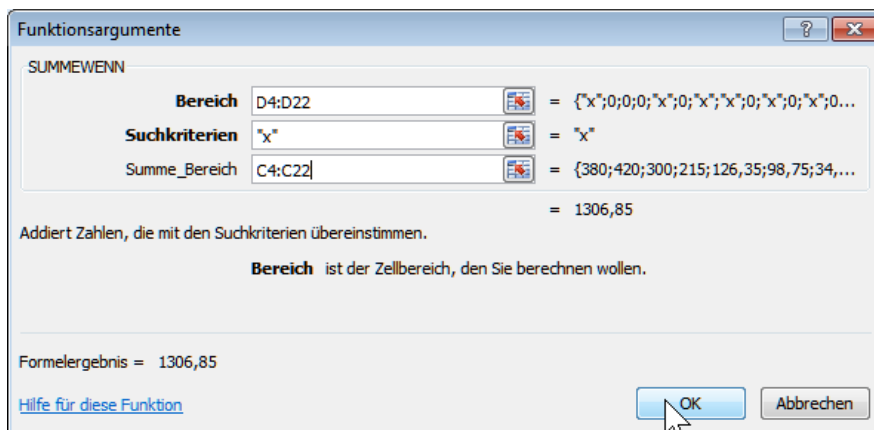 Funktionsargumente
SUMMEWENN
Bereich D4:D22 = {"x";0;0;0;"x";0;"x";"x";0;"x";0;"x";0...
Suchkriterien "x" = "x"
Summe_Bereich C4:C22 = {380;420;300;215;126,35;98,75;34,...
= 1306,85
Addiert Zahlen, die mit den Suchkriterien übereinstimmen.
Bereich ist der Zellbereich, den Sie berechnen wollen.
Formelergebnis = 1306,85
Hilfe für diese Funktion OK Abbrechen